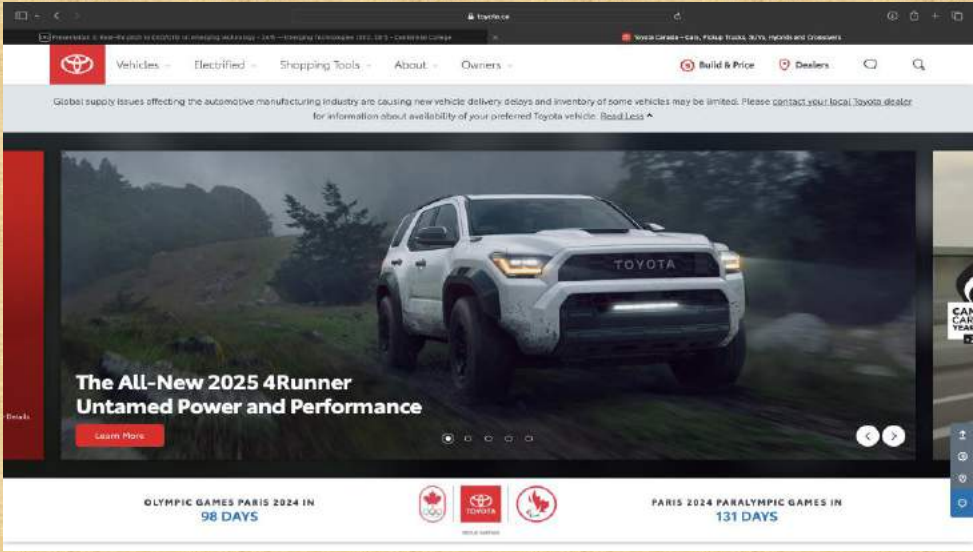 toyota.ca
Toyota Canada – Cars, Pickup Trucks, SUVs, Hybrids and Crossovers
Vehicles
Electrified
Shopping Tools
About
Owners
Build & Price
Dealers
Global supply issues affecting the automotive manufacturing industry are causing new vehicle delivery delays and inventory of some vehicles may be limited. Please contact your local Toyota dealer
for information about availability of your preferred Toyota vehicle. Read Less
TOYOTA
The All-New 2025 4Runner
Untamed Power and Performance
Learn More
Details
CAN
CAR
YEAR
OLYMPIC GAMES PARIS 2024 IN
98 DAYS
TOYOTA
PARIS 2024 PARALYMPIC GAMES IN
131 DAYS